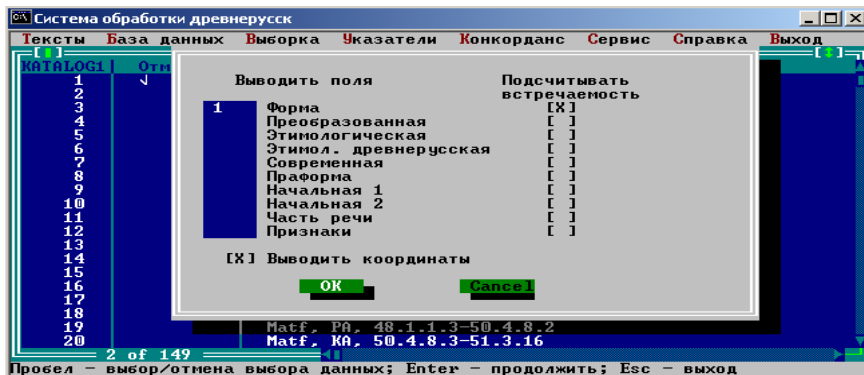 Система обработки древнерусск
Тексты База данных Выборка Указатели Конкорданс Сервис Справка Выход
KATALOG1 Отм
Выводить поля Подсчитывать
встречаемость
1 Форма [X]
Преобразованная [ ]
Этимологическая [ ]
Этимол. древнерусская [ ]
Современная [ ]
Праформа [ ]
Начальная 1 [ ]
Начальная 2 [ ]
Часть речи [ ]
Признаки [ ]
[X] Выводить координаты
OK Cancel
1
2
3
4
5
6
7
8
9
10
11
12
13
14
15
16
17
18
19 Matf, РА, 48.1.1.3-50.4.8.2
20 Matf, КА, 50.4.8.3-51.3.16
2 of 149
Пробел - выбор/отмена выбора данных; Enter - продолжить; Esc - выход